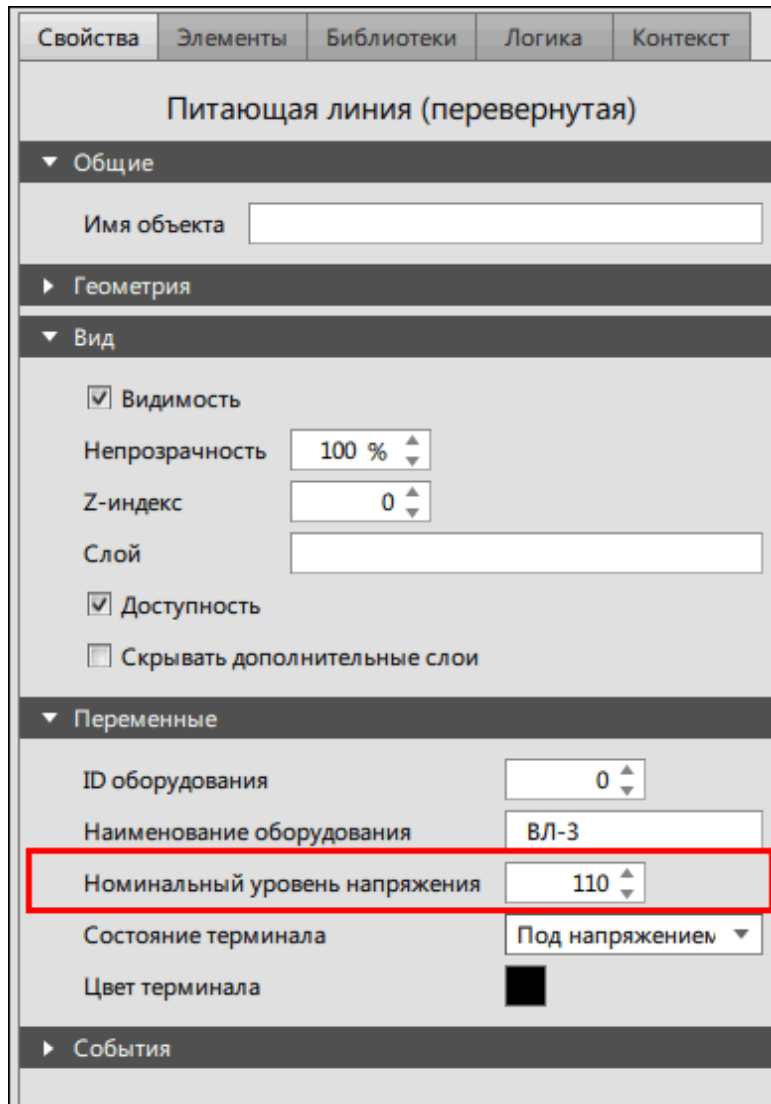 Свойства Элементы Библиотеки Логика Контекст
Питающая линия (перевернутая)
Общие
Имя объекта
Геометрия
Вид
Видимость
Непрозрачность 100 %
Z-индекс 0
Слой
Доступность
Скрывать дополнительные слои
Переменные
ID оборудования 0
Наименование оборудования ВЛ-3
Номинальный уровень напряжения 110
Состояние терминала Под напряжением
Цвет терминала
События